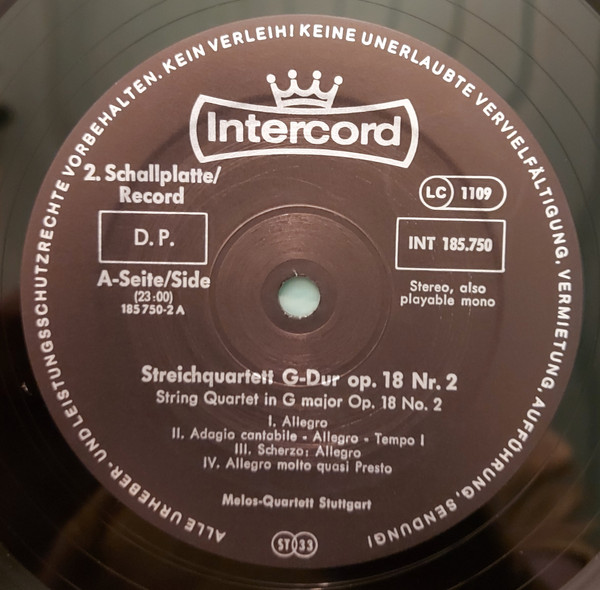 ALLE URHEBER- UND LEISTUNGSSCHUTZRECHTE VORBEHALTEN. KEIN VERLEIH! KEINE UNERLAUBTE VERVIELFÄLTIGUNG, VERMIETUNG, AUFFÜHRUNG, SENDUNG!
Intercord
2. Schallplatte/
Record
LC 1109
D.P.
INT 185.750
A-Seite/Side
(23:00)
185 750-2 A
Stereo, also
playable mono
Streichquartett G-Dur op. 18 Nr. 2
String Quartet in G major Op. 18 No. 2
I. Allegro
II. Adagio cantabile - Allegro - Tempo I
III. Scherzo: Allegro
IV. Allegro molto quasi Presto
Melos-Quartett Stuttgart
ST 33